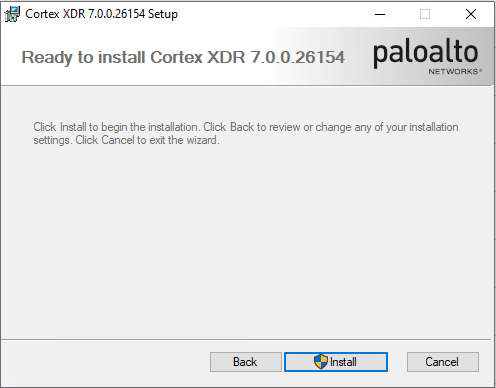 Cortex XDR 7.0.0.26154 Setup
Ready to install Cortex XDR 7.0.0.26154
paloalto
NETWORKS®
Click Install to begin the installation. Click Back to review or change any of your installation
settings. Click Cancel to exit the wizard.
Back
Install
Cancel